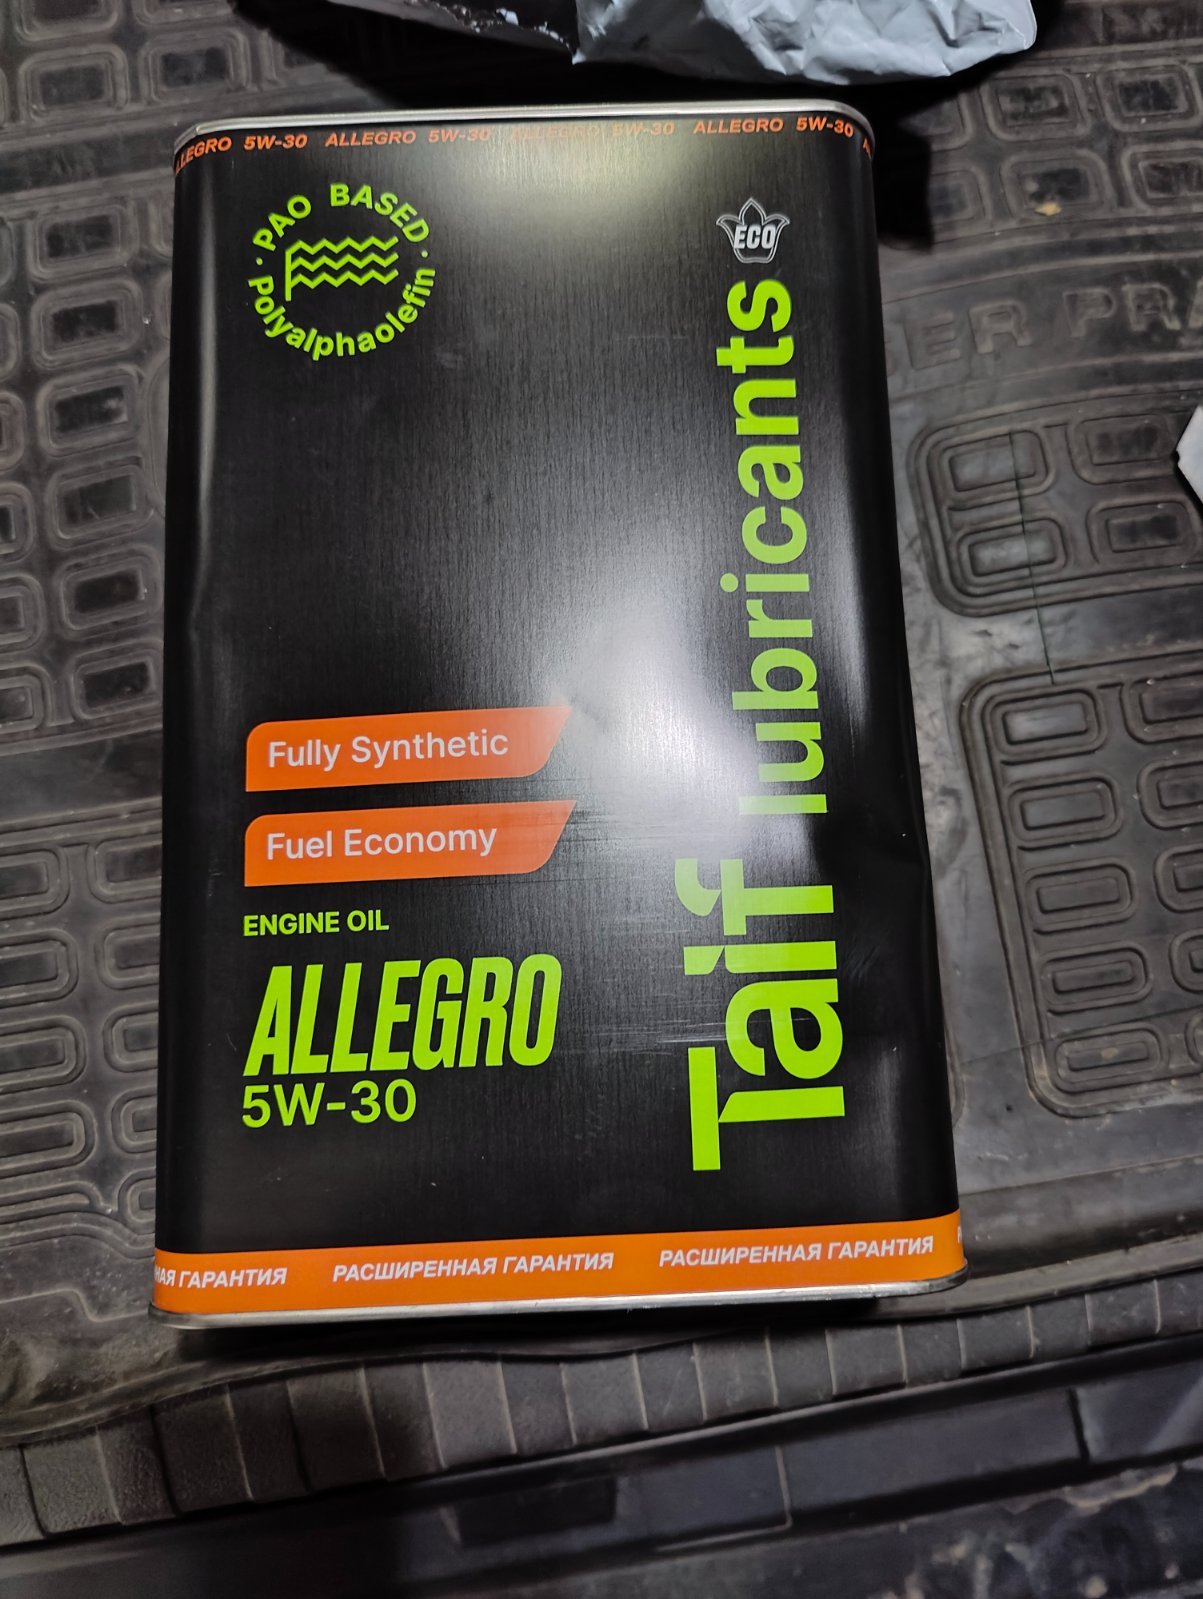 ALLEGRO 5W-30 ALLEGRO 5W-30 ALLEGRO 5W-30 ALLEGRO 5W-30
PAO BASED
Polyalphaolefin
ECO
Taif lubricants
Fully Synthetic
Fuel Economy
ENGINE OIL
ALLEGRO
5W-30
ГАРАНТИЯ РАСШИРЕННАЯ ГАРАНТИЯ РАСШИРЕННАЯ ГАРАНТИЯ